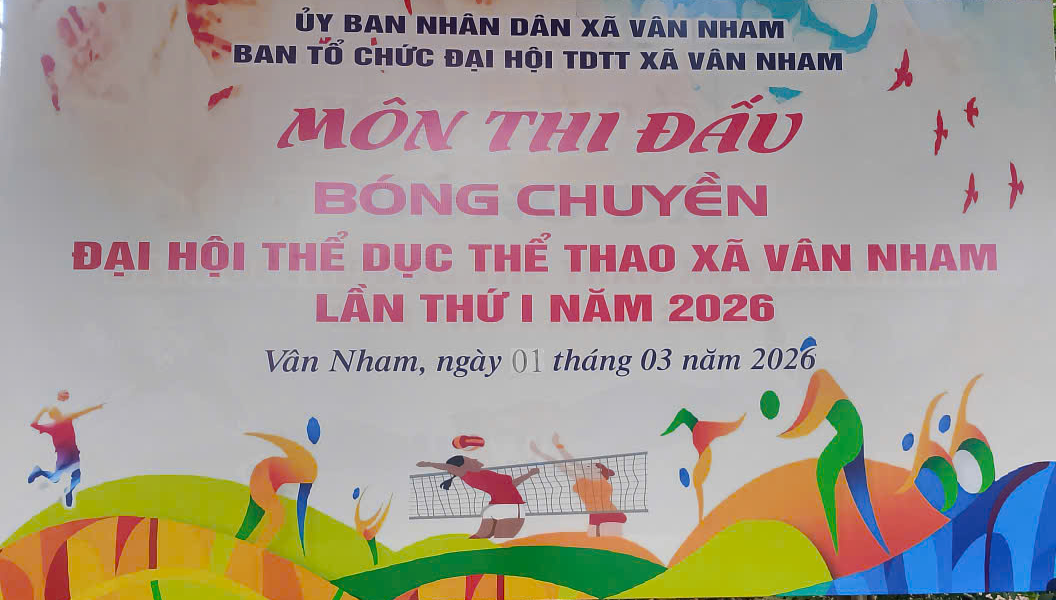 ỦY BAN NHÂN DÂN XÃ VÂN NHAM
BAN TỔ CHỨC ĐẠI HỘI TDTT XÃ VÂN NHAM
MÔN THI ĐẤU
BÓNG CHUYỀN
ĐẠI HỘI THỂ DỤC THỂ THAO XÃ VÂN NHAM
LẦN THỨ I NĂM 2026
Vân Nham, ngày 01 tháng 03 năm 2026